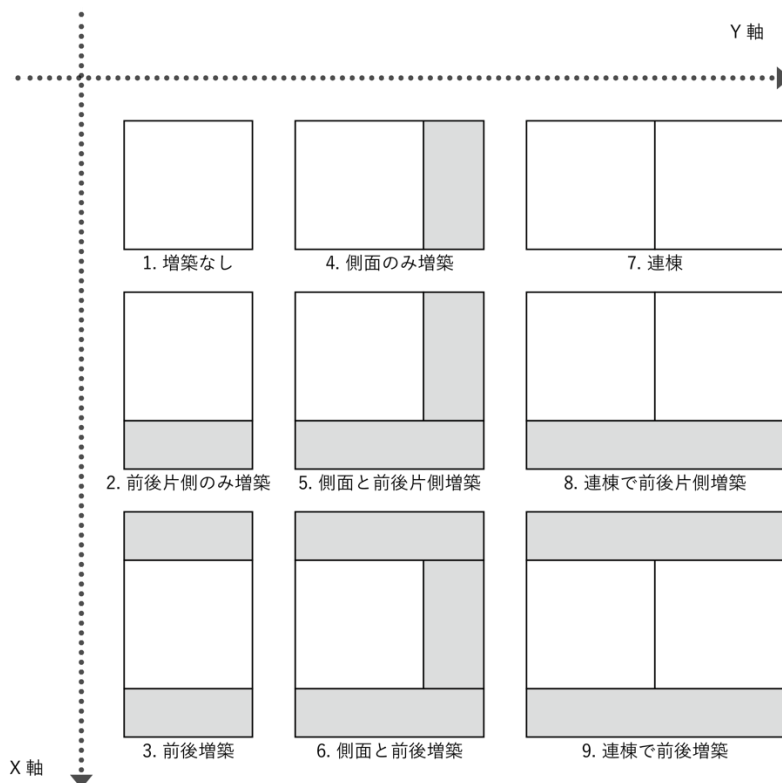 Y 軸
1. 増築なし
4. 側面のみ増築
7. 連棟
2. 前後片側のみ増築
5. 側面と前後片側増築
8. 連棟で前後片側増築
3. 前後増築
6. 側面と前後増築
9. 連棟で前後増築
X 軸